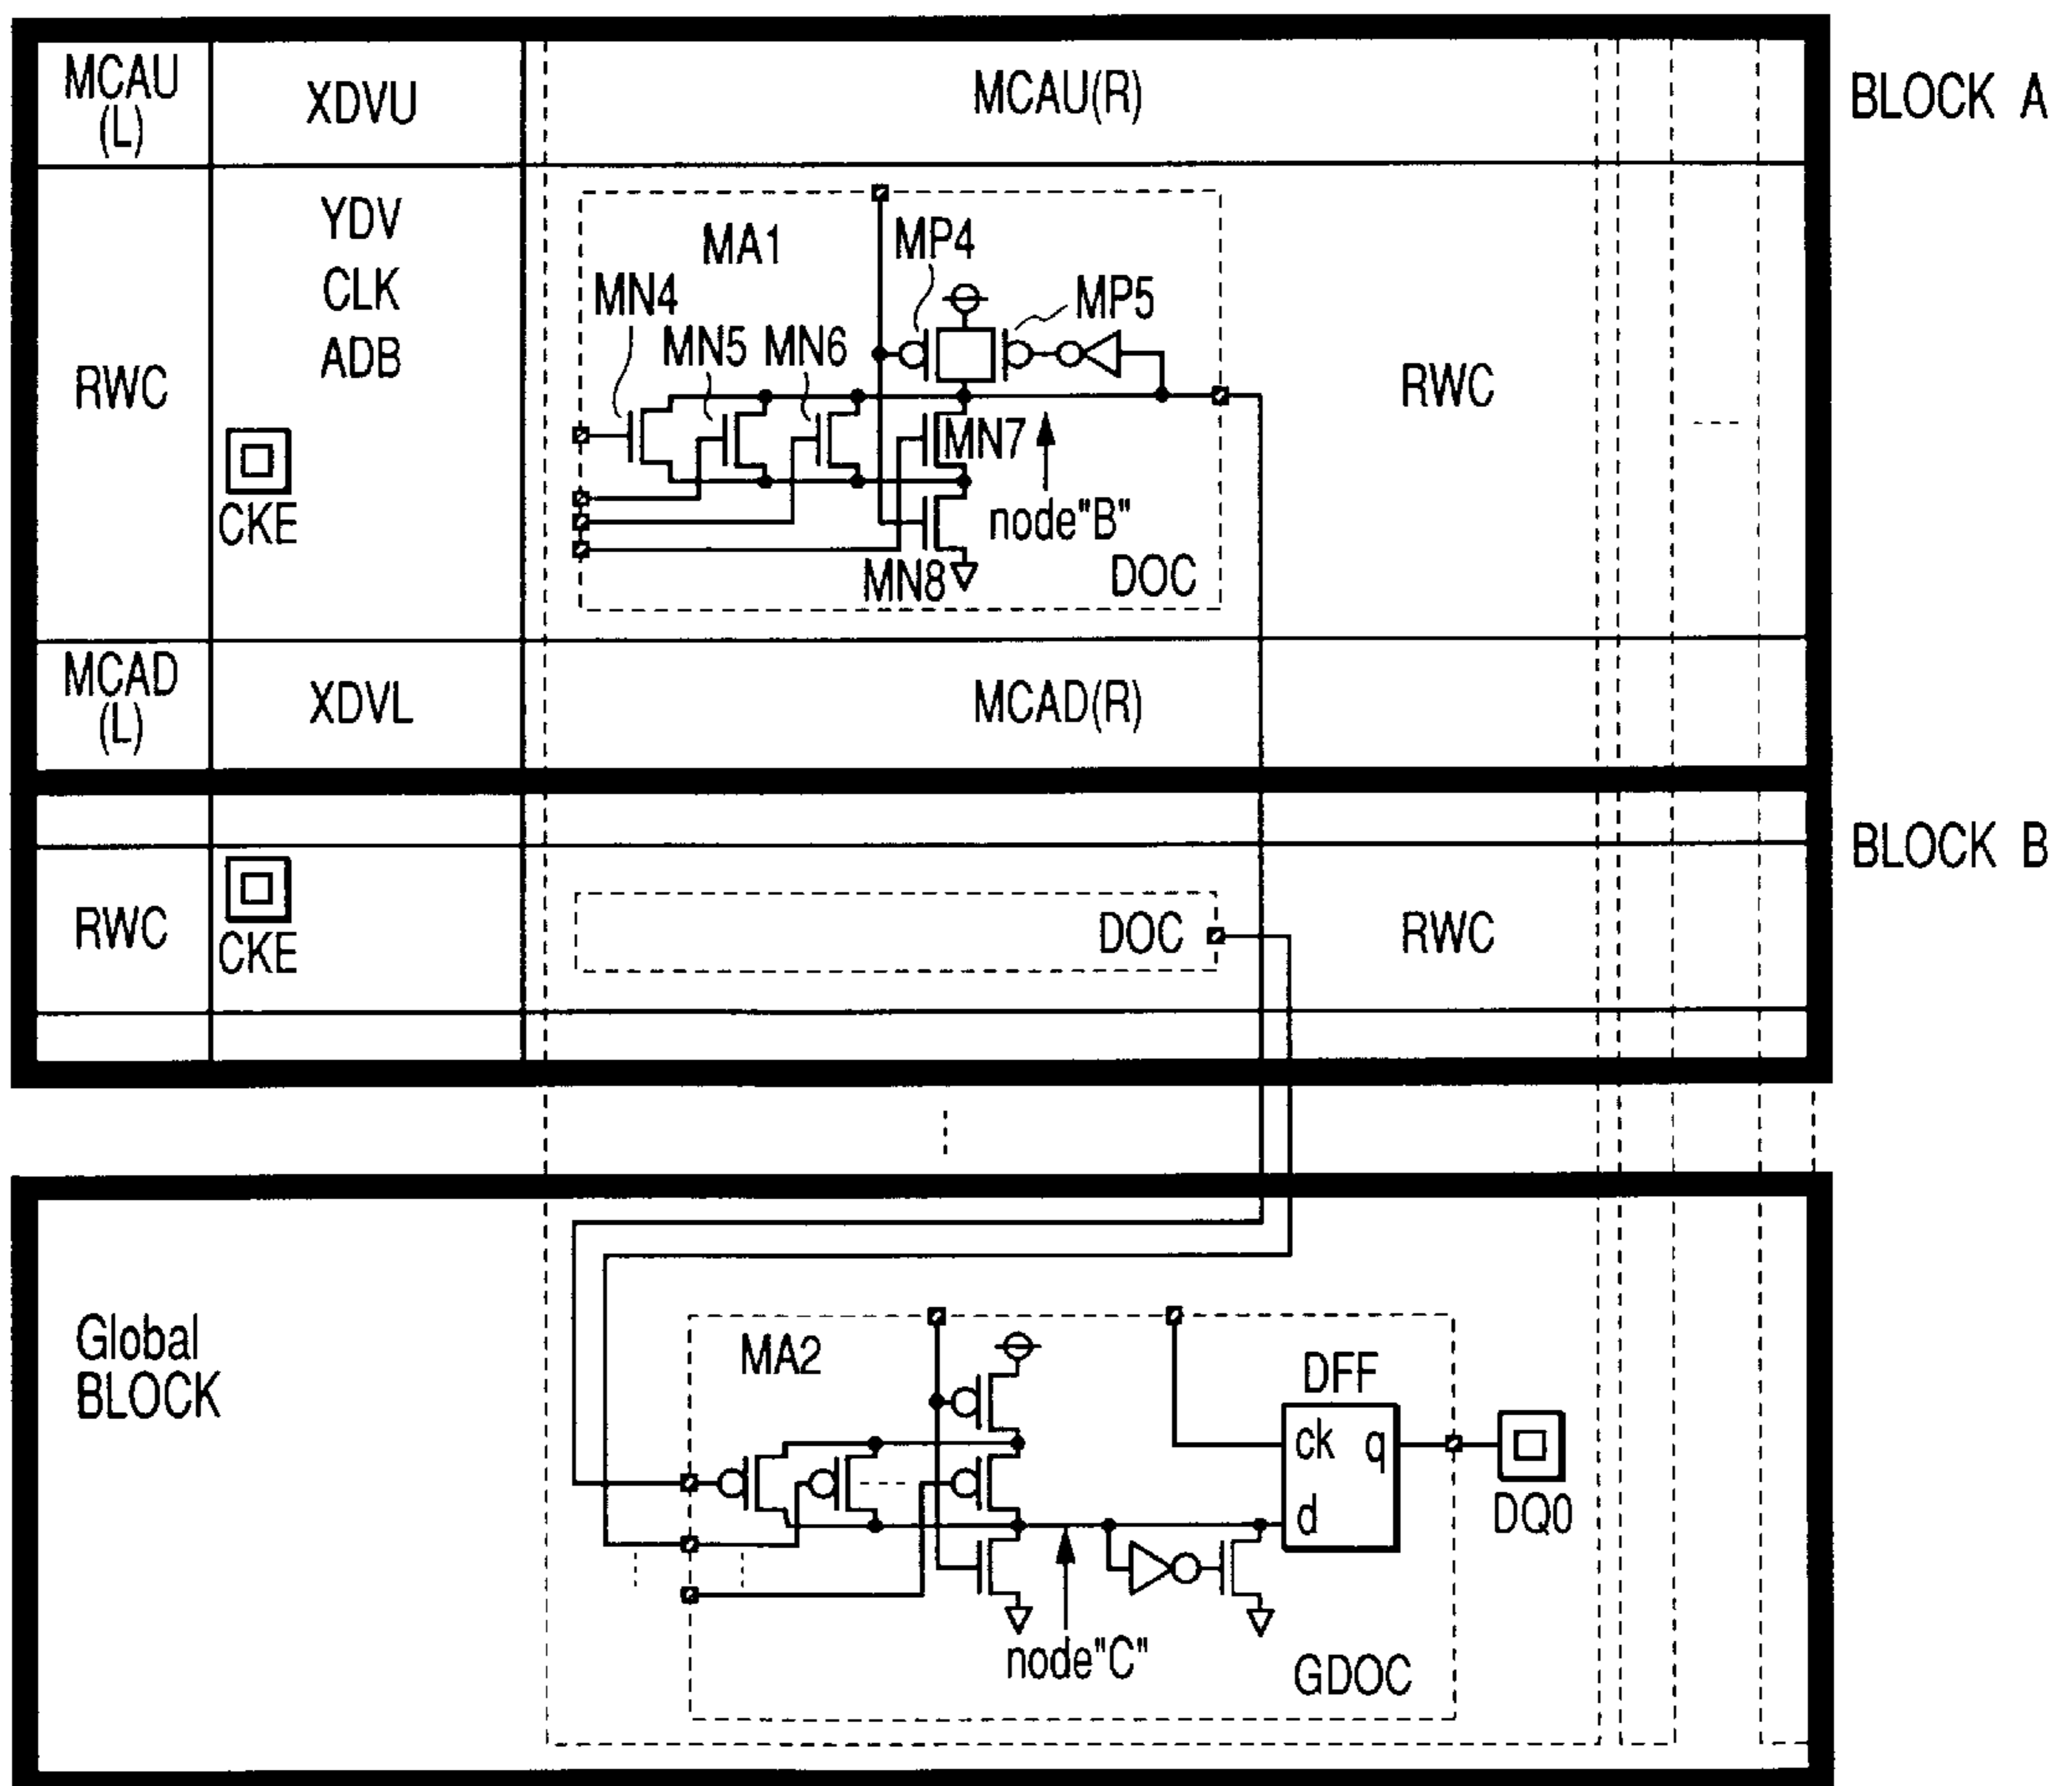 MCAU
(L)
XDVU
MCAU(R)
BLOCK A
RWC
YDV
CLK
ADB
CKE
MA1
MP4
MP5
MN4
MN5
MN6
MN7
MN8
node"B"
DOC
RWC
MCAD
(L)
XDVL
MCAD(R)
BLOCK B
RWC
CKE
DOC
RWC
Global
BLOCK
MA2
DFF
ck
q
d
DQ0
node"C"
GDOC